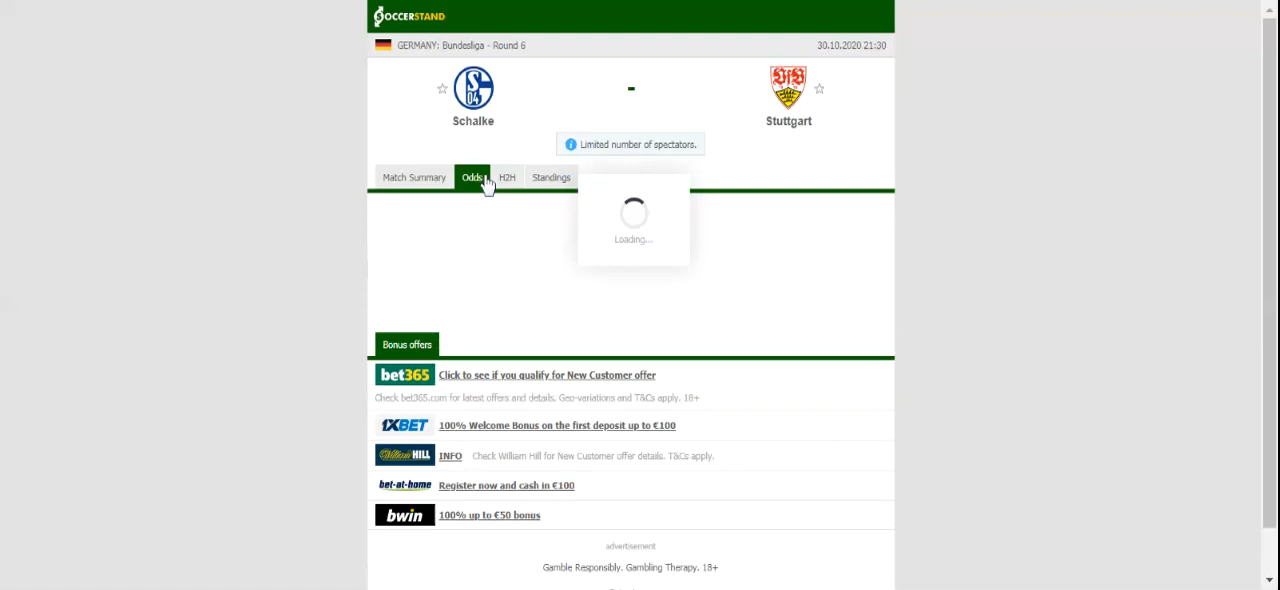 SOCCERSTAND
GERMANY: Bundesliga - Round 6 30.10.2020 21:30
S 04 VfB
Schalke - Stuttgart
i Limited number of spectators.
Match Summary Odds H2H Standings
Loading...
Bonus offers
bet365 Click to see if you qualify for New Customer offer
Check bet365.com for latest offers and details. Geo-variations and T&Cs apply. 18+
1XBET 100% Welcome Bonus on the first deposit up to €100
William HILL INFO Check William Hill for New Customer offer details. T&Cs apply.
bet-at-home Register now and cash in €100
bwin 100% up to €50 bonus
advertisement
Gamble Responsibly. Gambling Therapy. 18+